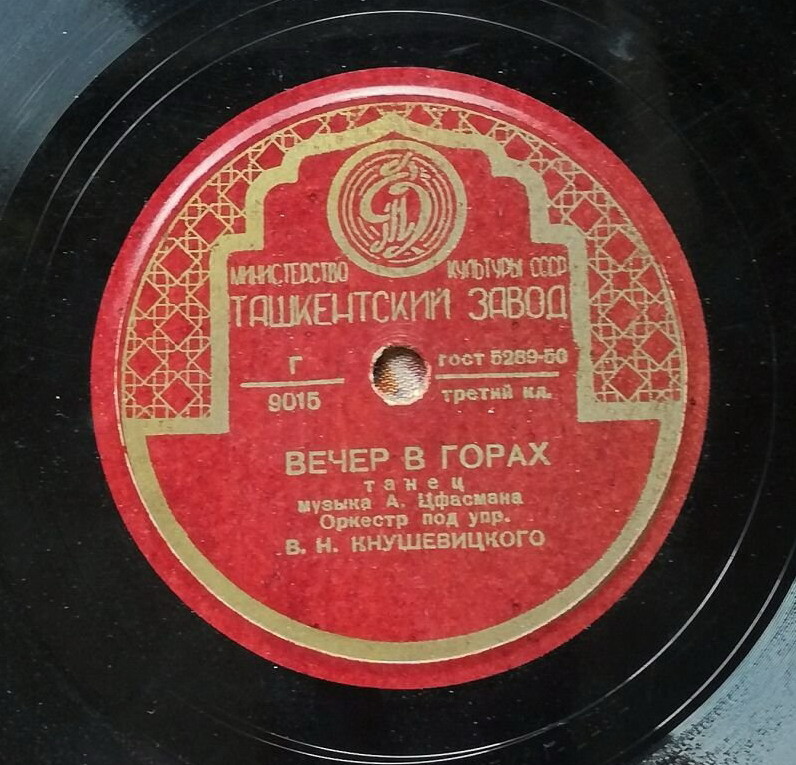 МИНИСТЕРСТВО КУЛЬТУРЫ СССР
ТАШКЕНТСКИЙ ЗАВОД
Г ГОСТ 5289-50
9015 третий кл.
ВЕЧЕР В ГОРАХ
танец
музыка А. Цфасмана
Оркестр под упр.
В. Н. КНУШЕВИЦКОГО